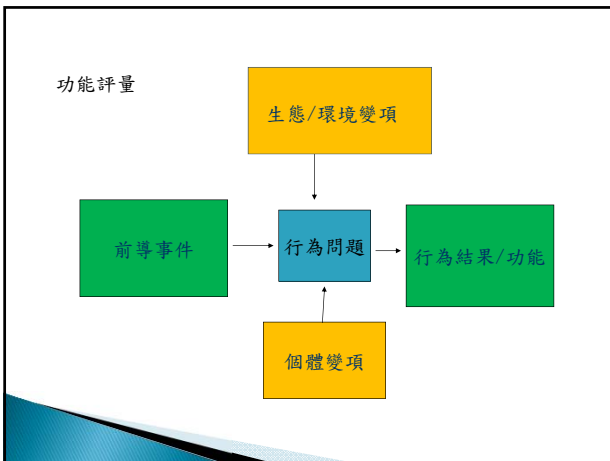 功能評量
生態/環境變項
前導事件
行為問題
行為結果/功能
個體變項